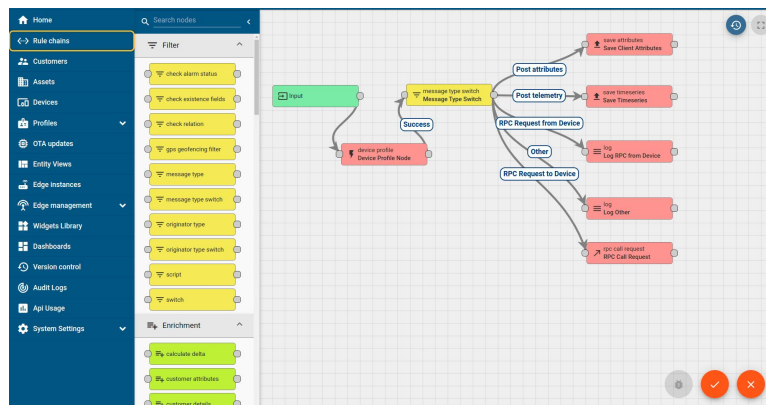 Home
Rule chains
Customers
Assets
Devices
Profiles
OTA updates
Entity Views
Edge instances
Edge management
Widgets Library
Dashboards
Version control
Audit Logs
Api Usage
System Settings
Search nodes
Filter
check alarm status
check existence fields
check relation
gps geofencing filter
message type
message type switch
originator type
originator type switch
script
switch
Enrichment
calculate delta
customer attributes
customer details
Input
device profile
Device Profile Node
Success
message type switch
Message Type Switch
Post attributes
Post telemetry
RPC Request from Device
Other
RPC Request to Device
save attributes
Save Client Attributes
save timeseries
Save Timeseries
log
Log RPC from Device
log
Log Other
rpc call request
RPC Call Request